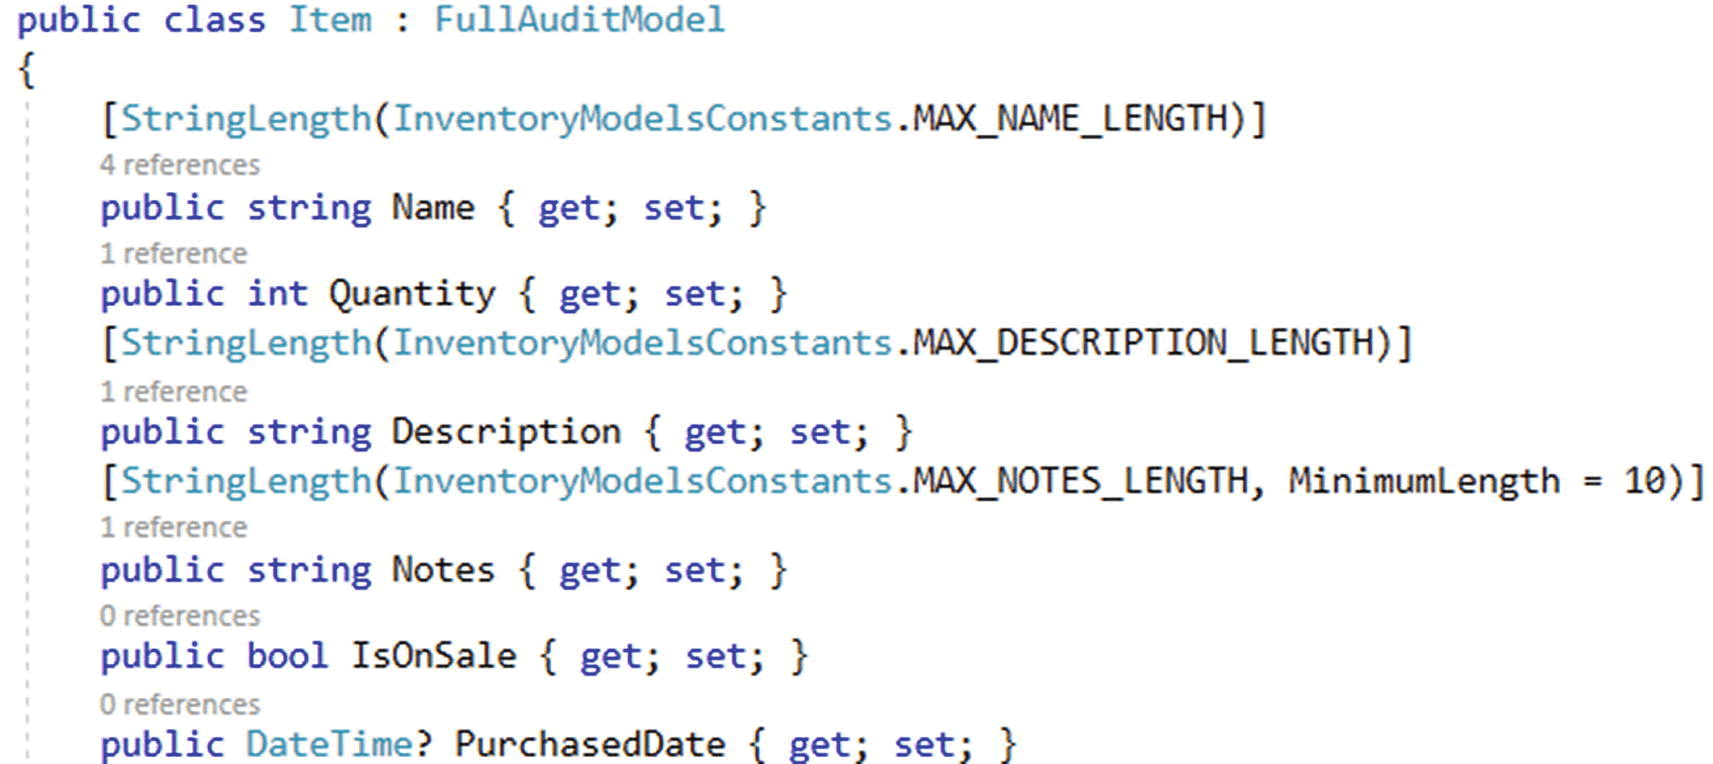 public class Item : FullAuditModel
{
[StringLength(InventoryModelsConstants.MAX_NAME_LENGTH)]
4 references
public string Name { get; set; }
1 reference
public int Quantity { get; set; }
[StringLength(InventoryModelsConstants.MAX_DESCRIPTION_LENGTH)]
1 reference
public string Description { get; set; }
[StringLength(InventoryModelsConstants.MAX_NOTES_LENGTH, MinimumLength = 10)]
1 reference
public string Notes { get; set; }
0 references
public bool IsOnSale { get; set; }
0 references
public DateTime? PurchasedDate { get; set; }